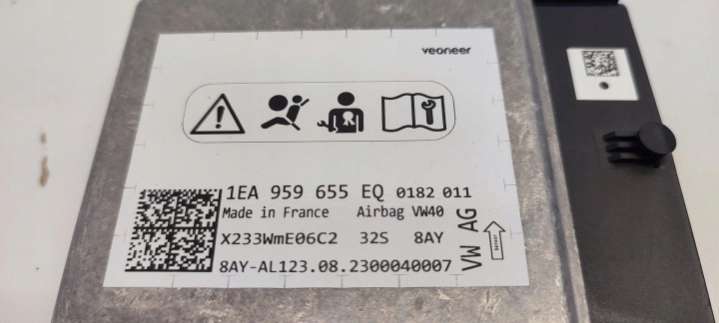 veoneer
1EA 959 655 EQ 0182 011
Made in France Airbag VW40
X233WmE06C2 32S 8AY
8AY-AL123.08.2300040007
VW AG